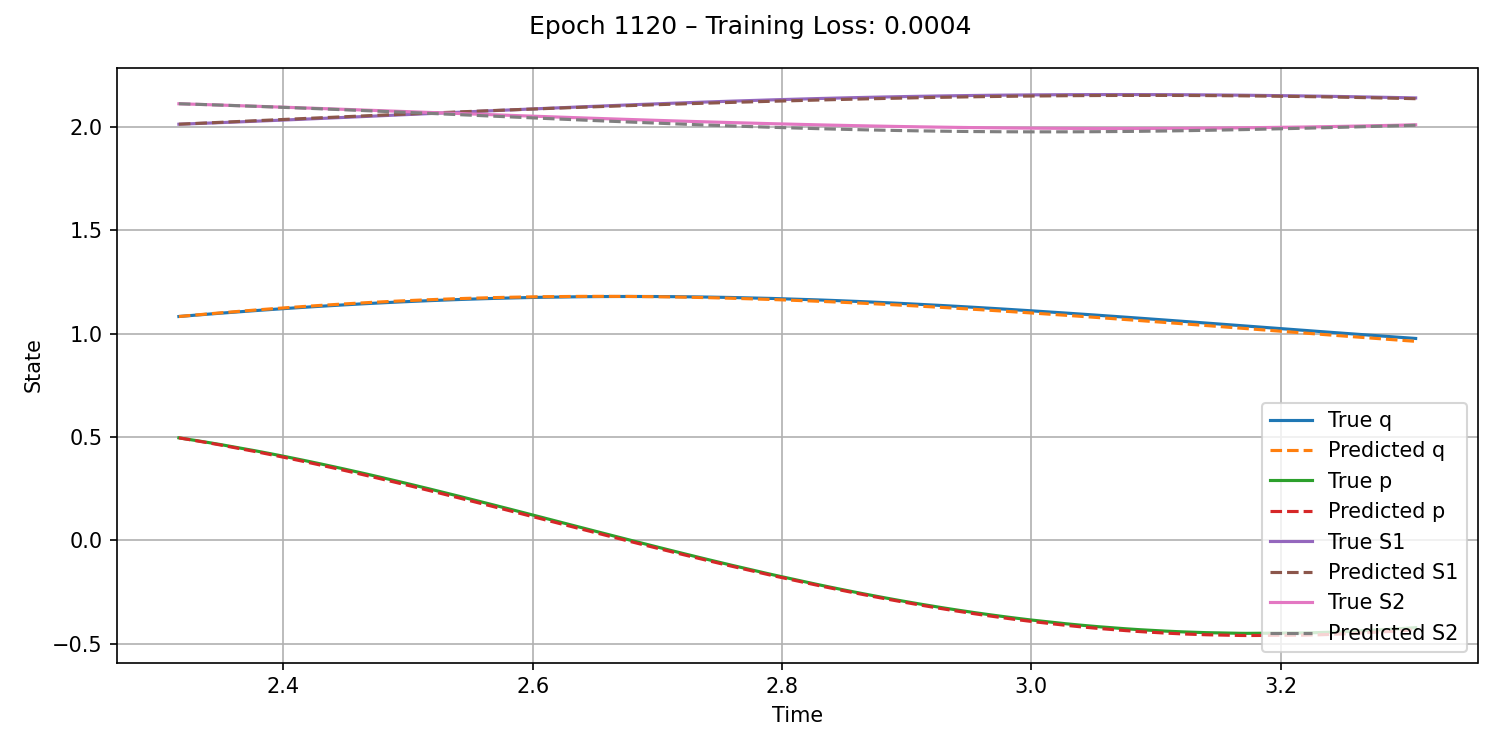 Epoch 1120 – Training Loss: 0.0004
State
2.0
1.5
1.0
0.5
0.0
−0.5
True q
Predicted q
True p
Predicted p
True S1
Predicted S1
True S2
Predicted S2
2.4 2.6 2.8 3.0 3.2
Time